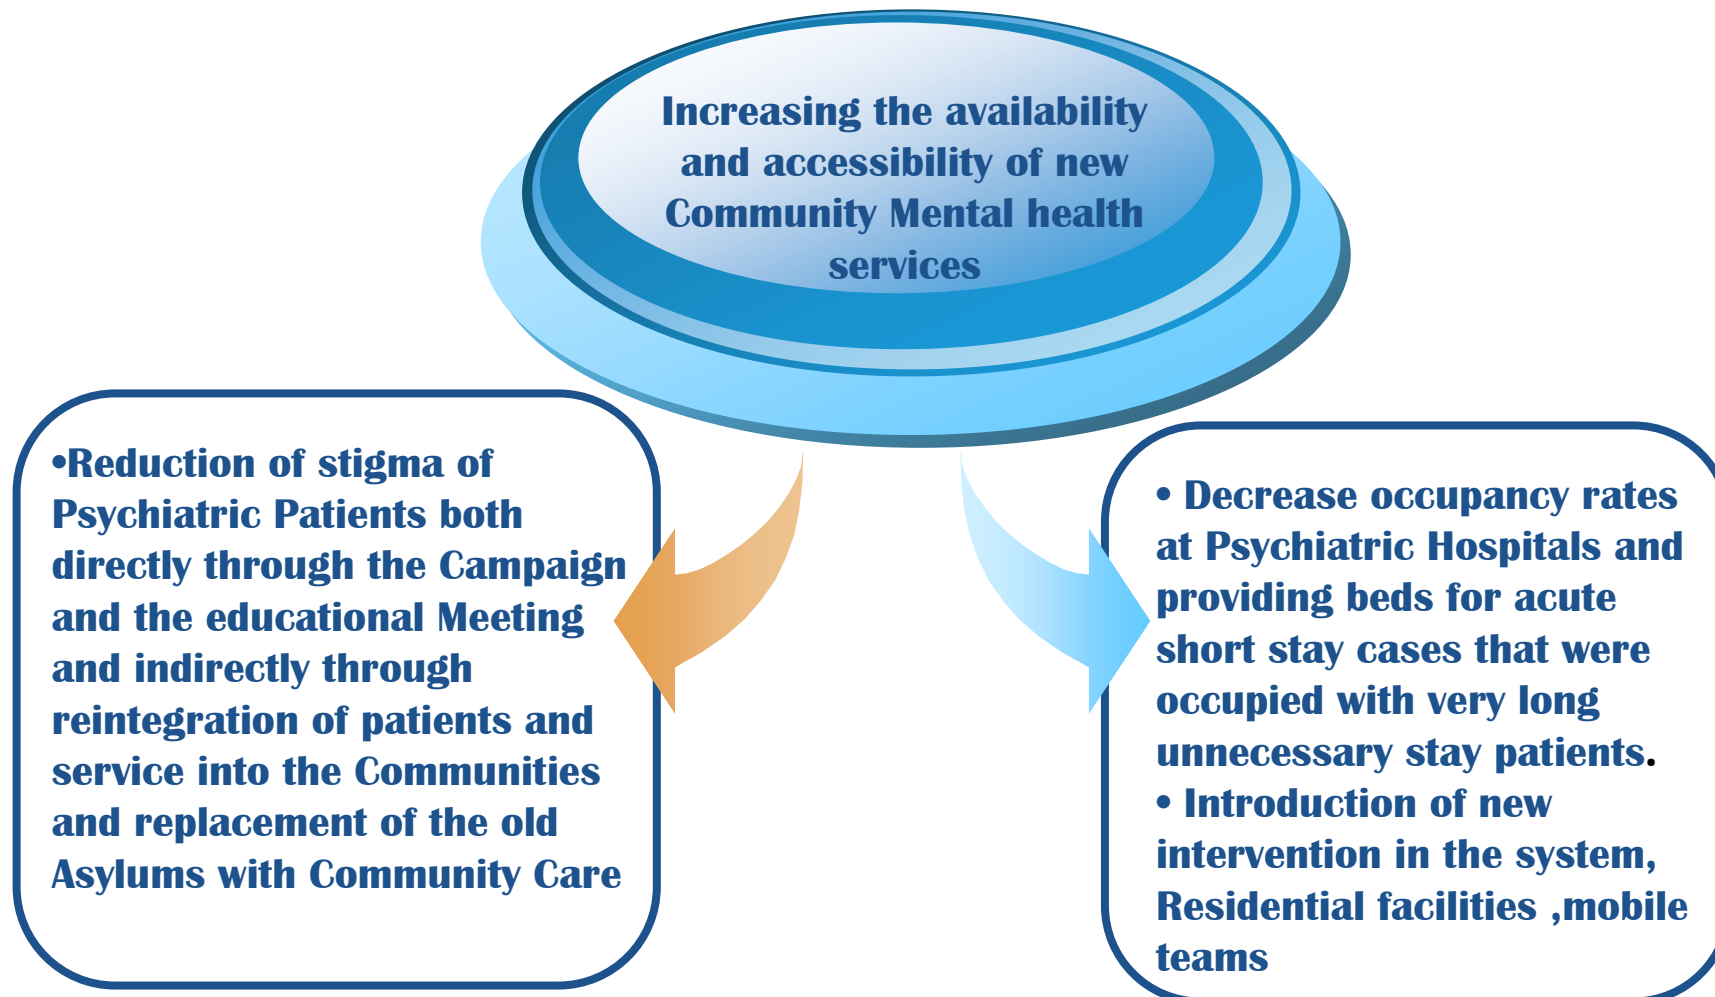 Increasing the availability
and accessibility of new
Community Mental health
services
•Reduction of stigma of
Psychiatric Patients both
directly through the Campaign
and the educational Meeting
and indirectly through
reintegration of patients and
service into the Communities
and replacement of the old
Asylums with Community Care
• Decrease occupancy rates
at Psychiatric Hospitals and
providing beds for acute
short stay cases that were
occupied with very long
unnecessary stay patients.
• Introduction of new
intervention in the system,
Residential facilities ,mobile
teams